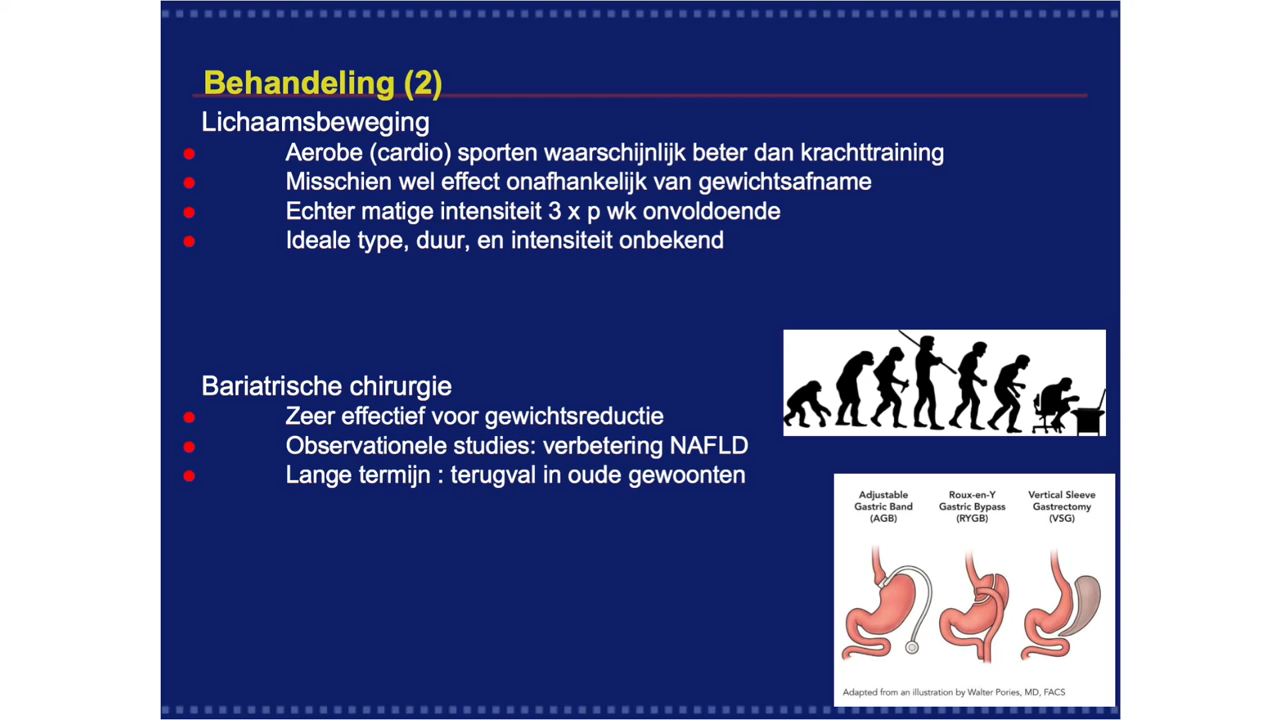 Behandeling (2)
Lichaamsbeweging
Aerobe (cardio) sporten waarschijnlijk beter dan krachttraining
Misschien wel effect onafhankelijk van gewichtsafname
Echter matige intensiteit 3 x p wk onvoldoende
Ideale type, duur, en intensiteit onbekend
Bariatrische chirurgie
Zeer effectief voor gewichtsreductie
Observationele studies: verbetering NAFLD
Lange termijn : terugval in oude gewoonten
Adjustable
Gastric Band
(AGB)
Roux-en-Y
Gastric Bypass
(RYGB)
Vertical Sleeve
Gastrectomy
(VSG)
Adapted from an illustration by Walter Pories, MD, FACS